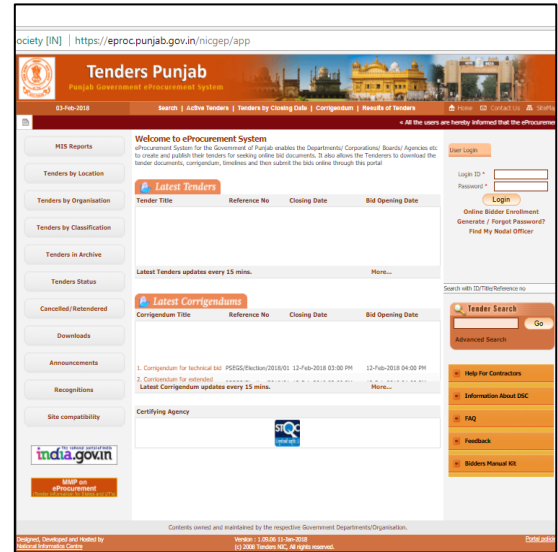 ociety [IN] | https://eproc.punjab.gov.in/nicgep/app
Tenders Punjab
Punjab Government eProcurement System
03-Feb-2018
Search | Active Tenders | Tenders by Closing Date | Corrigendum | Results of Tenders
Home Contact Us SiteMa
« All the users are hereby informed that the eProcureme
MIS Reports
Tenders by Location
Tenders by Organisation
Tenders by Classification
Tenders in Archive
Tenders Status
Cancelled/Retendered
Downloads
Announcements
Recognitions
Site compatibility
india.gov.in
MMP on
eProcurement
Welcome to eProcurement System
eProcurement System for the Government of Punjab enables the Departments/ Corporations/ Boards/ Agencies etc
to create and publish their tenders for seeking online bid documents. It also allows the Tenderers to download the
tender documents, corrigendum, timelines and then submit the bids online through this portal
Latest Tenders
Tender Title Reference No Closing Date Bid Opening Date
Latest Tenders updates every 15 mins. More...
Latest Corrigendums
Corrigendum Title Reference No Closing Date Bid Opening Date
1. Corrigendum for technical bid PSEGS/Election/2018/01 12-Feb-2018 03:00 PM 12-Feb-2018 04:00 PM
2. Corrigendum for extended
Latest Corrigendum updates every 15 mins. More...
Certifying Agency
STQC
User Login
Login ID *
Password *
Login
Online Bidder Enrollment
Generate / Forgot Password?
Find My Nodal Officer
Search with ID/Title/Reference no
Tender Search
Go
Advanced Search
Help For Contractors
Information About DSC
FAQ
Feedback
Bidders Manual Kit
Contents owned and maintained by the respective Government Departments/Organisation.
Designed, Developed and Hosted by
National Informatics Centre
Version : 1.09.06 11-Jan-2018
(c) 2008 Tenders NIC, All rights reserved.
Portal polici